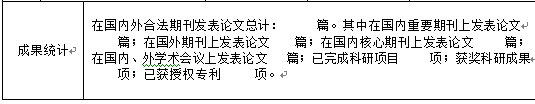 在国内外合法期刊发表论文总计： 篇。其中在国内重要期刊上发表论文
篇；在国外期刊上发表论文 篇；在国内核心期刊上发表论文 篇；
成果统计
在国内、外学术会议上发表论文 篇；已完成科研项目 项；获奖科研成果
项；已获授权专利 项。